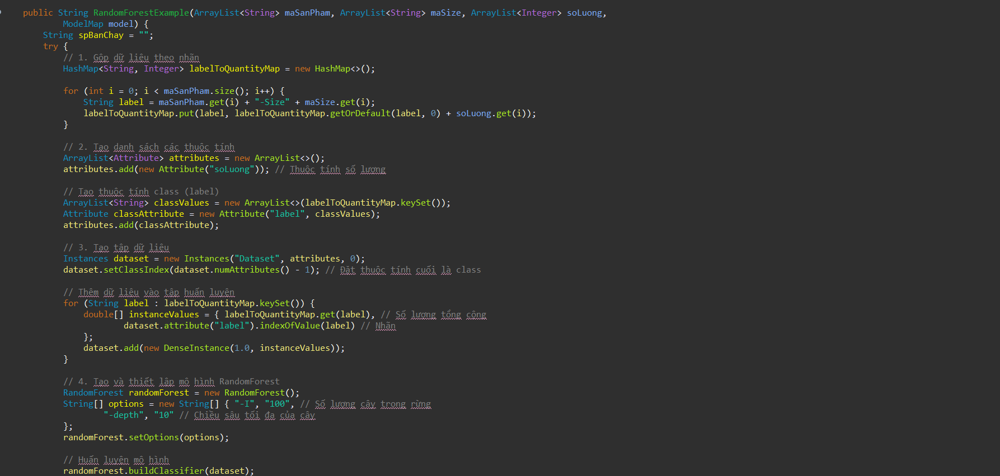 public String RandomForestExample(ArrayList<String> maSanPham, ArrayList<String> maSize, ArrayList<Integer> soLuong,
ModelMap model) {
String spBanChay = "";
try {
// 1. Gộp dữ liệu theo nhãn
HashMap<String, Integer> labelToQuantityMap = new HashMap<>();
for (int i = 0; i < maSanPham.size(); i++) {
String label = maSanPham.get(i) + "-Size" + maSize.get(i);
labelToQuantityMap.put(label, labelToQuantityMap.getOrDefault(label, 0) + soLuong.get(i));
}
// 2. Tạo danh sách các thuộc tính
ArrayList<Attribute> attributes = new ArrayList<>();
attributes.add(new Attribute("soLuong")); // Thuộc tính số lượng
// Tạo thuộc tính class (label)
ArrayList<String> classValues = new ArrayList<>(labelToQuantityMap.keySet());
Attribute classAttribute = new Attribute("label", classValues);
attributes.add(classAttribute);
// 3. Tạo tập dữ liệu
Instances dataset = new Instances("Dataset", attributes, 0);
dataset.setClassIndex(dataset.numAttributes() - 1); // Đặt thuộc tính cuối là class
// Thêm dữ liệu vào tập huấn luyện
for (String label : labelToQuantityMap.keySet()) {
double[] instanceValues = { labelToQuantityMap.get(label), // Số lượng tổng cộng
dataset.attribute("label").indexOfValue(label) // Nhãn
};
dataset.add(new DenseInstance(1.0, instanceValues));
}
// 4. Tạo và thiết lập mô hình RandomForest
RandomForest randomForest = new RandomForest();
String[] options = new String[] { "-I", "100", // Số lượng cây trong rừng
"-depth", "10" // Chiều sâu tối đa của cây
};
randomForest.setOptions(options);
// Huấn luyện mô hình
randomForest.buildClassifier(dataset);